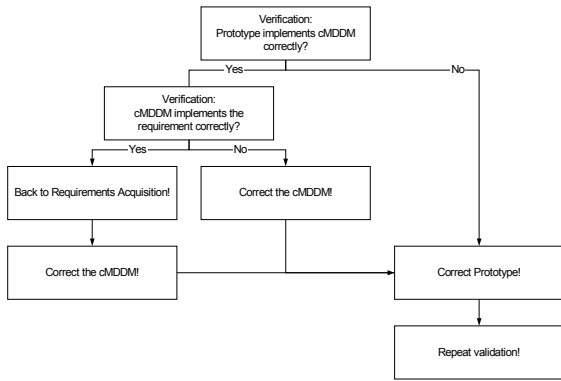 Verification:
Prototype implements cMDDM
correctly?
Yes
No
Verification:
cMDDM implements the
requirement correctly?
Yes
No
Back to Requirements Acquisition!
Correct the cMDDM!
Correct the cMDDM!
Correct Prototype!
Repeat validation!